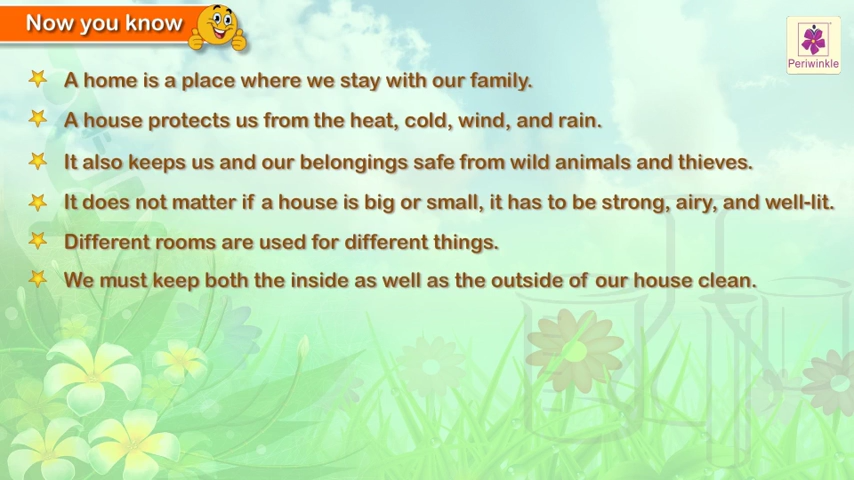 Now you know
Periwinkle
A home is a place where we stay with our family.
A house protects us from the heat, cold, wind, and rain.
It also keeps us and our belongings safe from wild animals and thieves.
It does not matter if a house is big or small, it has to be strong, airy, and well-lit.
Different rooms are used for different things.
We must keep both the inside as well as the outside of our house clean.